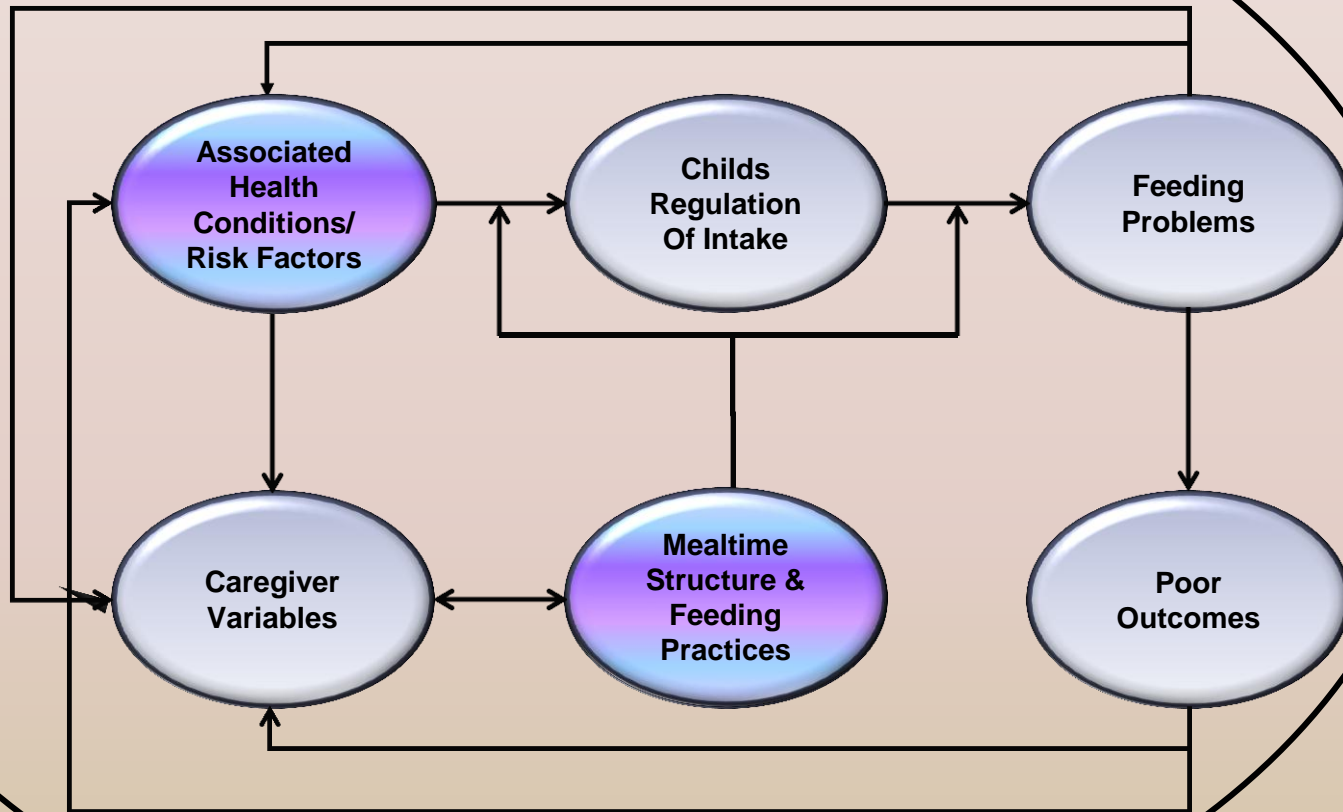 Associated
Health
Conditions/
Risk Factors
Childs
Regulation
Of Intake
Feeding
Problems
Caregiver
Variables
Mealtime
Structure &
Feeding
Practices
Poor
Outcomes